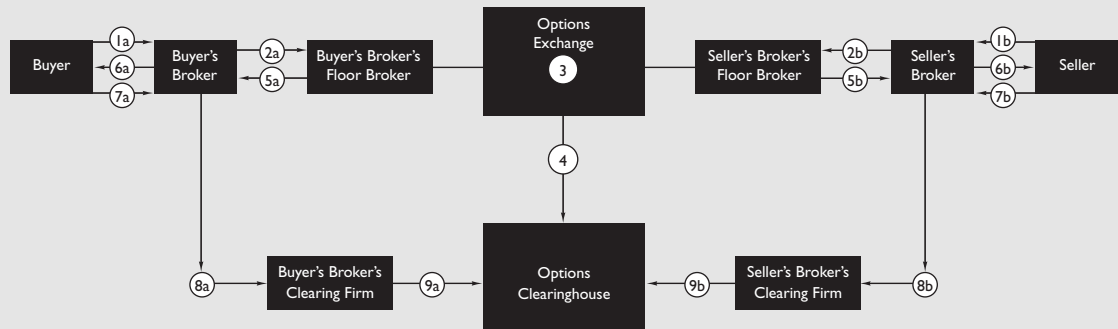 Options
Exchange
3
1a
Buyer
6a
7a
Buyer's
Broker
2a
5a
Buyer's Broker's
Floor Broker
Seller's Broker's
Floor Broker
2b
5b
Seller's
Broker
1b
6b
7b
Seller
4
8a
Buyer's Broker's
Clearing Firm
9a
Options
Clearinghouse
9b
Seller's Broker's
Clearing Firm
8b